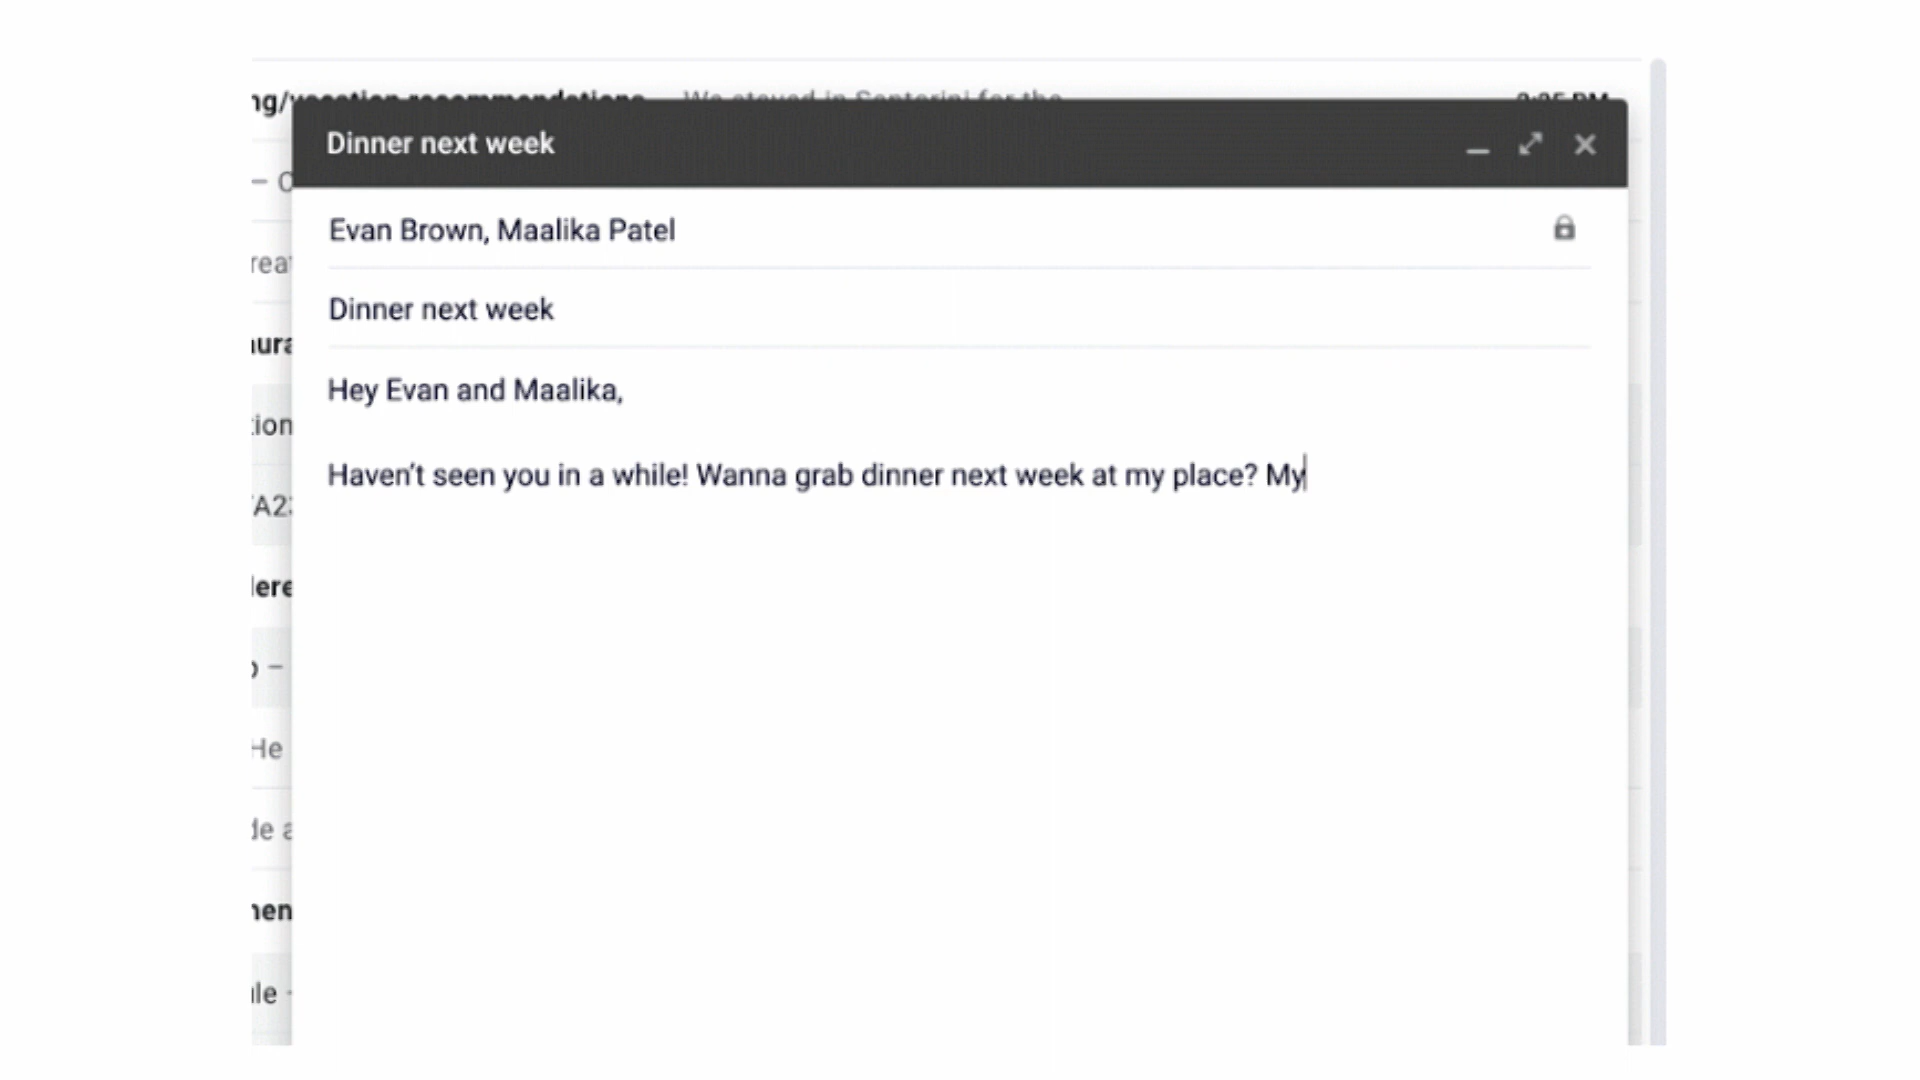 Dinner next week
Evan Brown, Maalika Patel
Dinner next week
Hey Evan and Maalika,
Haven't seen you in a while! Wanna grab dinner next week at my place? My